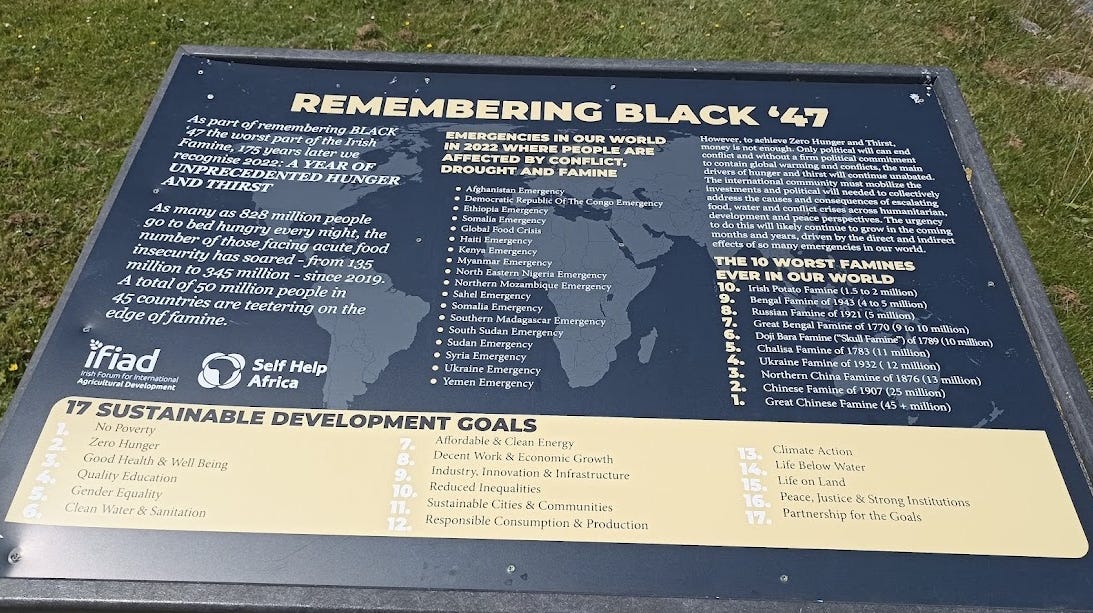 REMEMBERING BLACK ‘47
As part of remembering BLACK
'47 the worst part of the Irish
Famine, 175 years later we
recognise 2022: A YEAR OF
UNPRECEDENTED HUNGER
AND THIRST
As many as 828 million people
go to bed hungry every night, the
number of those facing acute food
insecurity has soared - from 135
million to 345 million - since 2019.
A total of 50 million people in
45 countries are teetering on the
edge of famine.
ifiad
Irish Forum for International
Agricultural Development
Self Help
Africa
EMERGENCIES IN OUR WORLD
IN 2022 WHERE PEOPLE ARE
AFFECTED BY CONFLICT,
DROUGHT AND FAMINE
• Afghanistan Emergency
• Democratic Republic Of The Congo Emergency
• Ethiopia Emergency
• Somalia Emergency
• Global Food Crisis
• Haiti Emergency
• Kenya Emergency
• Myanmar Emergency
• North Eastern Nigeria Emergency
• Northern Mozambique Emergency
• Sahel Emergency
• Somalia Emergency
• Southern Madagascar Emergency
• South Sudan Emergency
• Sudan Emergency
• Syria Emergency
• Ukraine Emergency
• Yemen Emergency
However, to achieve Zero Hunger and Thirst,
money is not enough. Only political will can end
conflict and without a firm political commitment
to contain global warming and conflicts, the main
drivers of hunger and thirst will continue unabated.
The international community must mobilize the
investments and political will needed to collectively
address the causes and consequences of escalating
food, water and conflict crises across humanitarian,
development and peace perspectives. The urgency
to do this will likely continue to grow in the coming
months and years, driven by the direct and indirect
effects of so many emergencies in our world.
THE 10 WORST FAMINES
EVER IN OUR WORLD
10. Irish Potato Famine (1.5 to 2 million)
9. Bengal Famine of 1943 (4 to 5 million)
8. Russian Famine of 1921 (5 million)
7. Great Bengal Famine of 1770 (9 to 10 million)
6. Doji Bara Famine ("Skull Famine") of 1789 (10 million)
5. Chalisa Famine of 1783 (11 million)
4. Ukraine Famine of 1932 ( 12 million)
3. Northern China Famine of 1876 (13 million)
2. Chinese Famine of 1907 (25 million)
1. Great Chinese Famine (45 + million)
17 SUSTAINABLE DEVELOPMENT GOALS
1. No Poverty
2. Zero Hunger
3. Good Health & Well Being
4. Quality Education
5. Gender Equality
6. Clean Water & Sanitation
7. Affordable & Clean Energy
8. Decent Work & Economic Growth
9. Industry, Innovation & Infrastructure
10. Reduced Inequalities
11. Sustainable Cities & Communities
12. Responsible Consumption & Production
13. Climate Action
14. Life Below Water
15. Life on Land
16. Peace, Justice & Strong Institutions
17. Partnership for the Goals